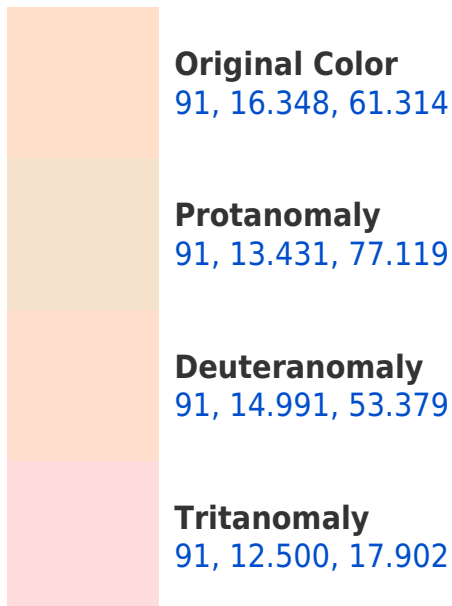 Original Color
91, 16.348, 61.314
Protanomaly
91, 13.431, 77.119
Deuteranomaly
91, 14.991, 53.379
Tritanomaly
91, 12.500, 17.902